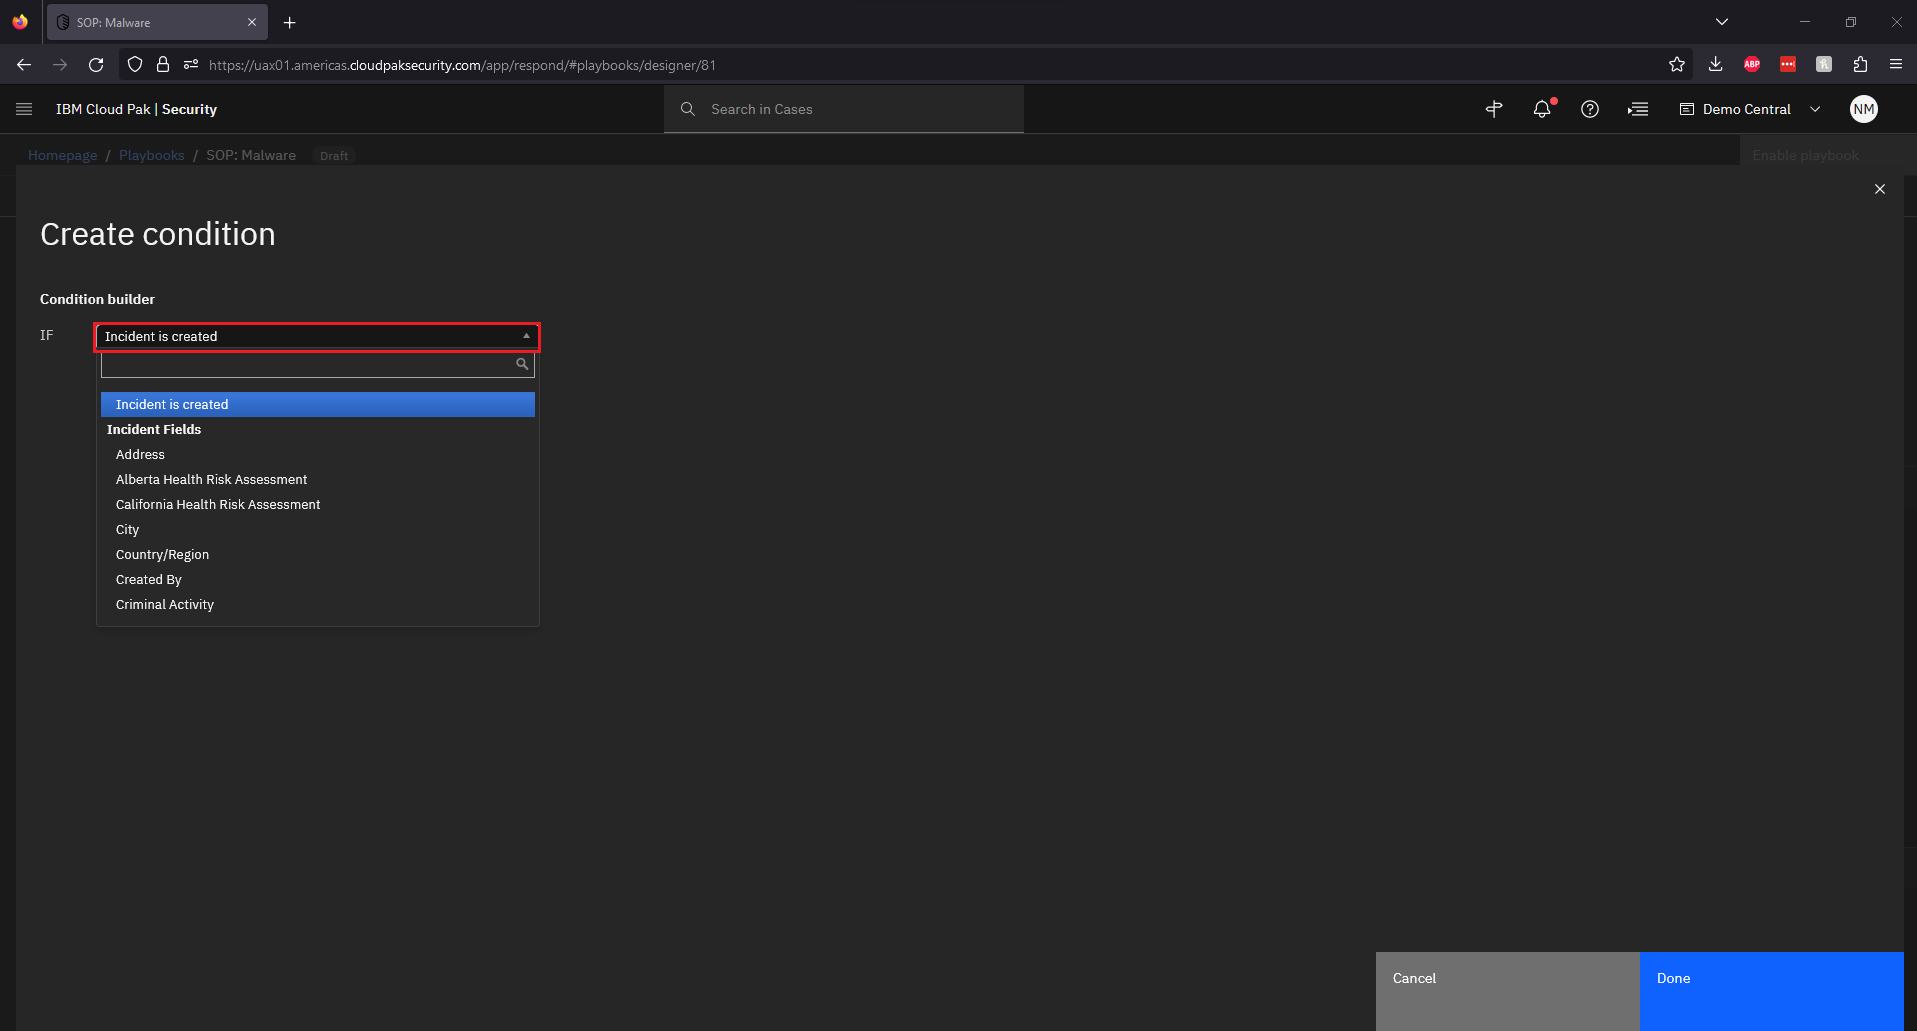 SOP: Malware
https://uax01.americas.cloudpaksecurity.com/app/respond/#playbooks/designer/81
ABP
IBM Cloud Pak | Security
Search in Cases
Demo Central
NM
Homepage / Playbooks / SOP: Malware Draft
Enable playbook
Create condition
Condition builder
IF
Incident is created
Incident is created
Incident Fields
Address
Alberta Health Risk Assessment
California Health Risk Assessment
City
Country/Region
Created By
Criminal Activity
Cancel
Done